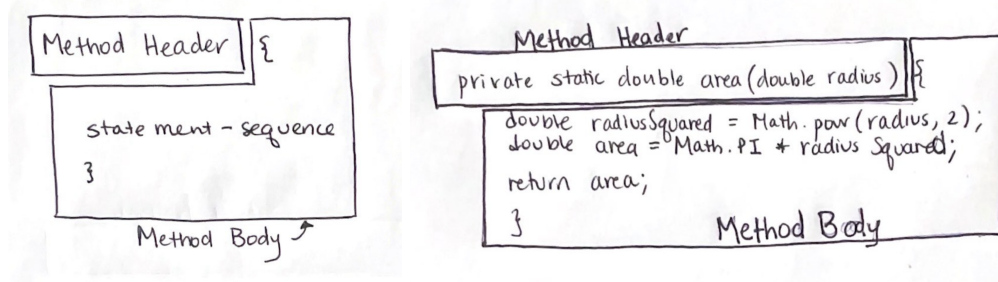 Method Header {
statement - sequence
}
Method Body
Method Header
private static double area(double radius) {
double radiusSquared = Math.pow(radius, 2);
double area = Math.PI * radius Squared;
return area;
}
Method Body